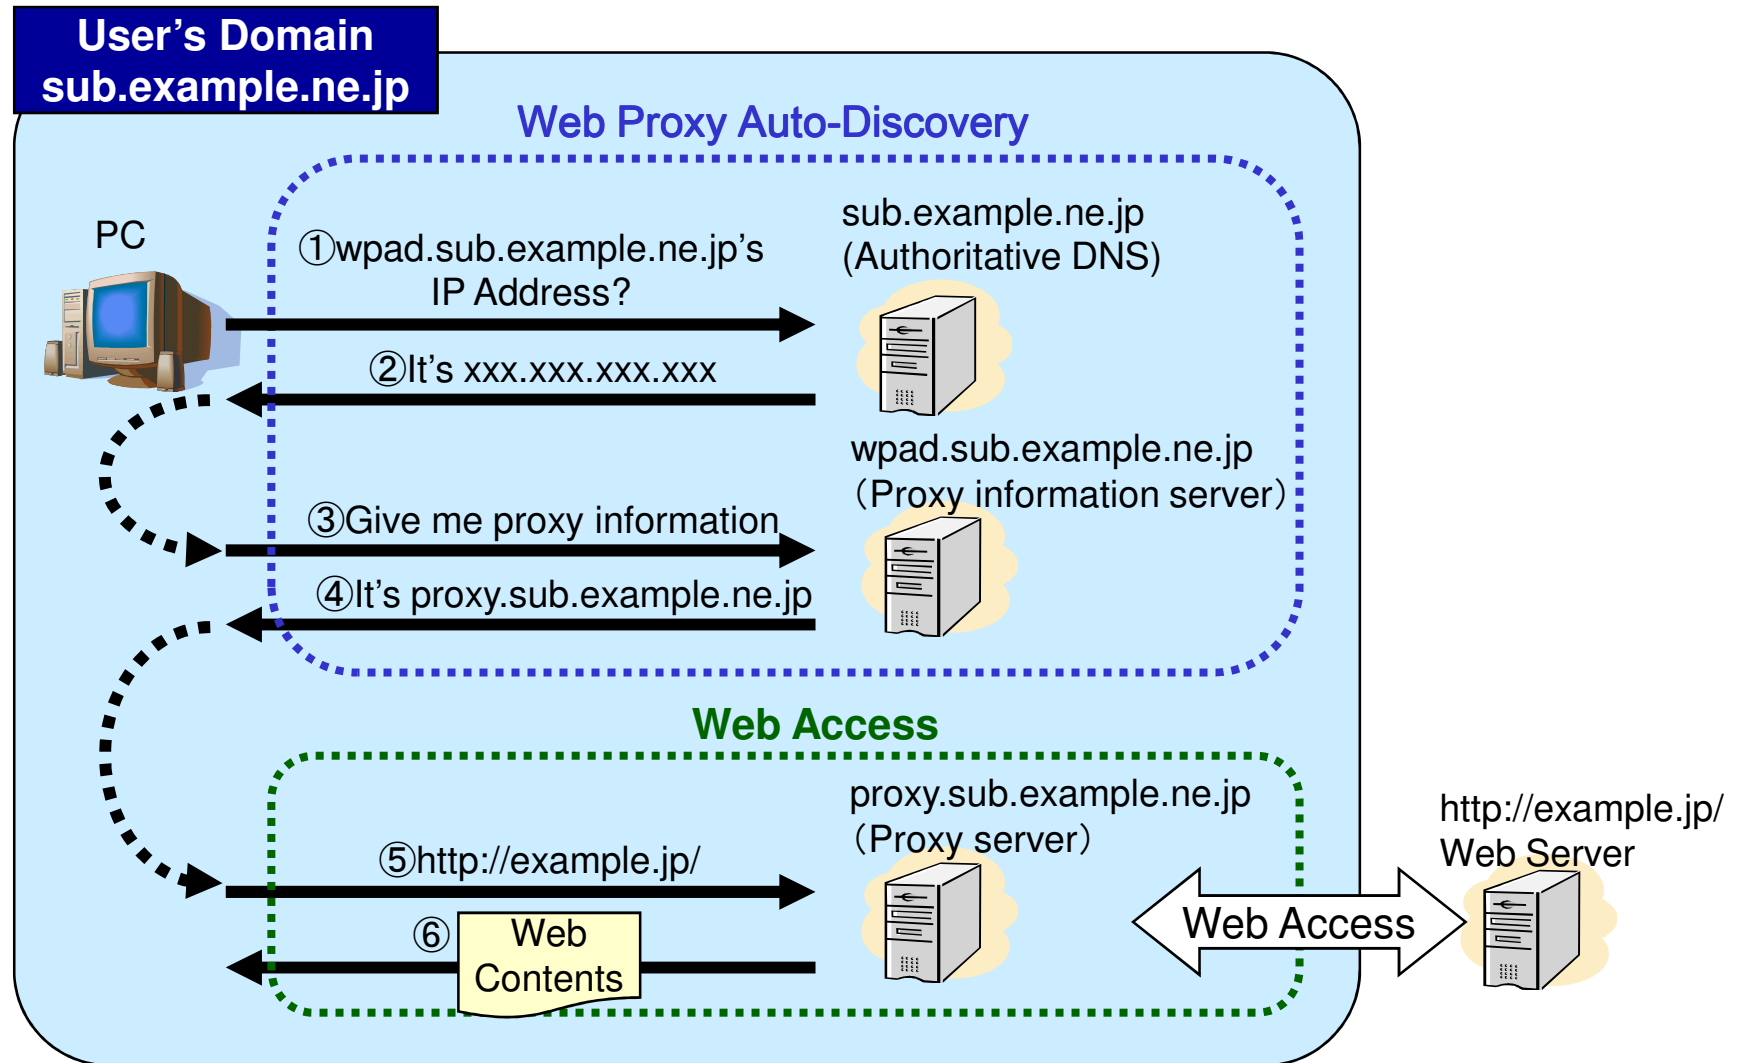 User’s Domain
sub.example.ne.jp
Web Proxy Auto-Discovery
PC
①wpad.sub.example.ne.jp’s
IP Address?
sub.example.ne.jp
(Authoritative DNS)
②It’s xxx.xxx.xxx.xxx
wpad.sub.example.ne.jp
（Proxy information server）
③Give me proxy information
④It’s proxy.sub.example.ne.jp
Web Access
proxy.sub.example.ne.jp
（Proxy server）
http://example.jp/
Web Server
⑤http://example.jp/
Web Access
⑥
Web
Contents